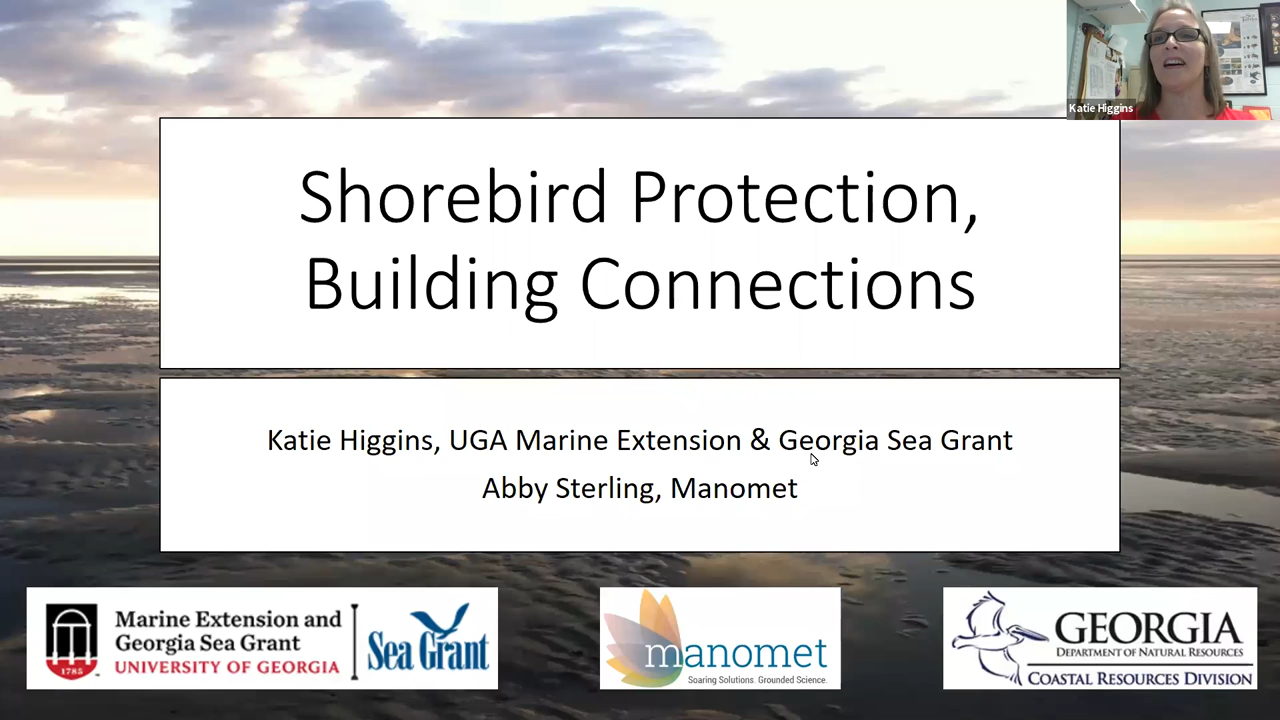 Katie Higgins
Shorebird Protection,
Building Connections
Katie Higgins, UGA Marine Extension & Georgia Sea Grant
Abby Sterling, Manomet
Marine Extension and
Georgia Sea Grant
UNIVERSITY OF GEORGIA
1785
Sea Grant
manomet
Soaring Solutions. Grounded Science.
GEORGIA
DEPARTMENT OF NATURAL RESOURCES
COASTAL RESOURCES DIVISION